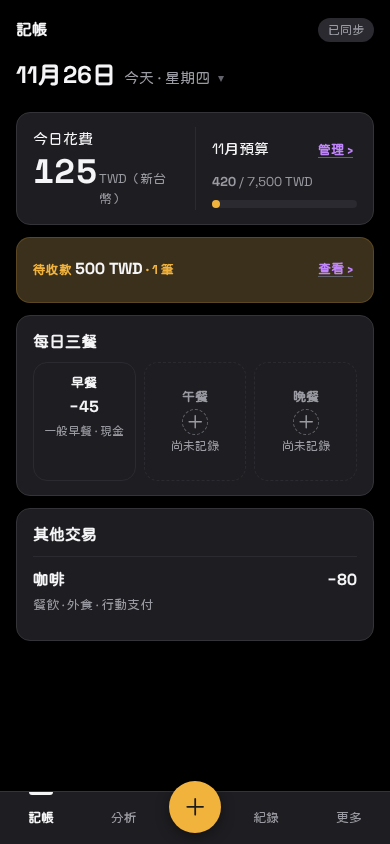 記帳
已同步
11月26日 今天 · 星期四 ▾
今日花費
125 TWD（新台
幣）
11月預算 管理 >
420 / 7,500 TWD
待收款 500 TWD · 1 筆 查看 >
每日三餐
早餐
-45
一般早餐 · 現金
午餐
尚未記錄
晚餐
尚未記錄
其他交易
咖啡 -80
餐飲 · 外食 · 行動支付
記帳
分析
+
紀錄
更多